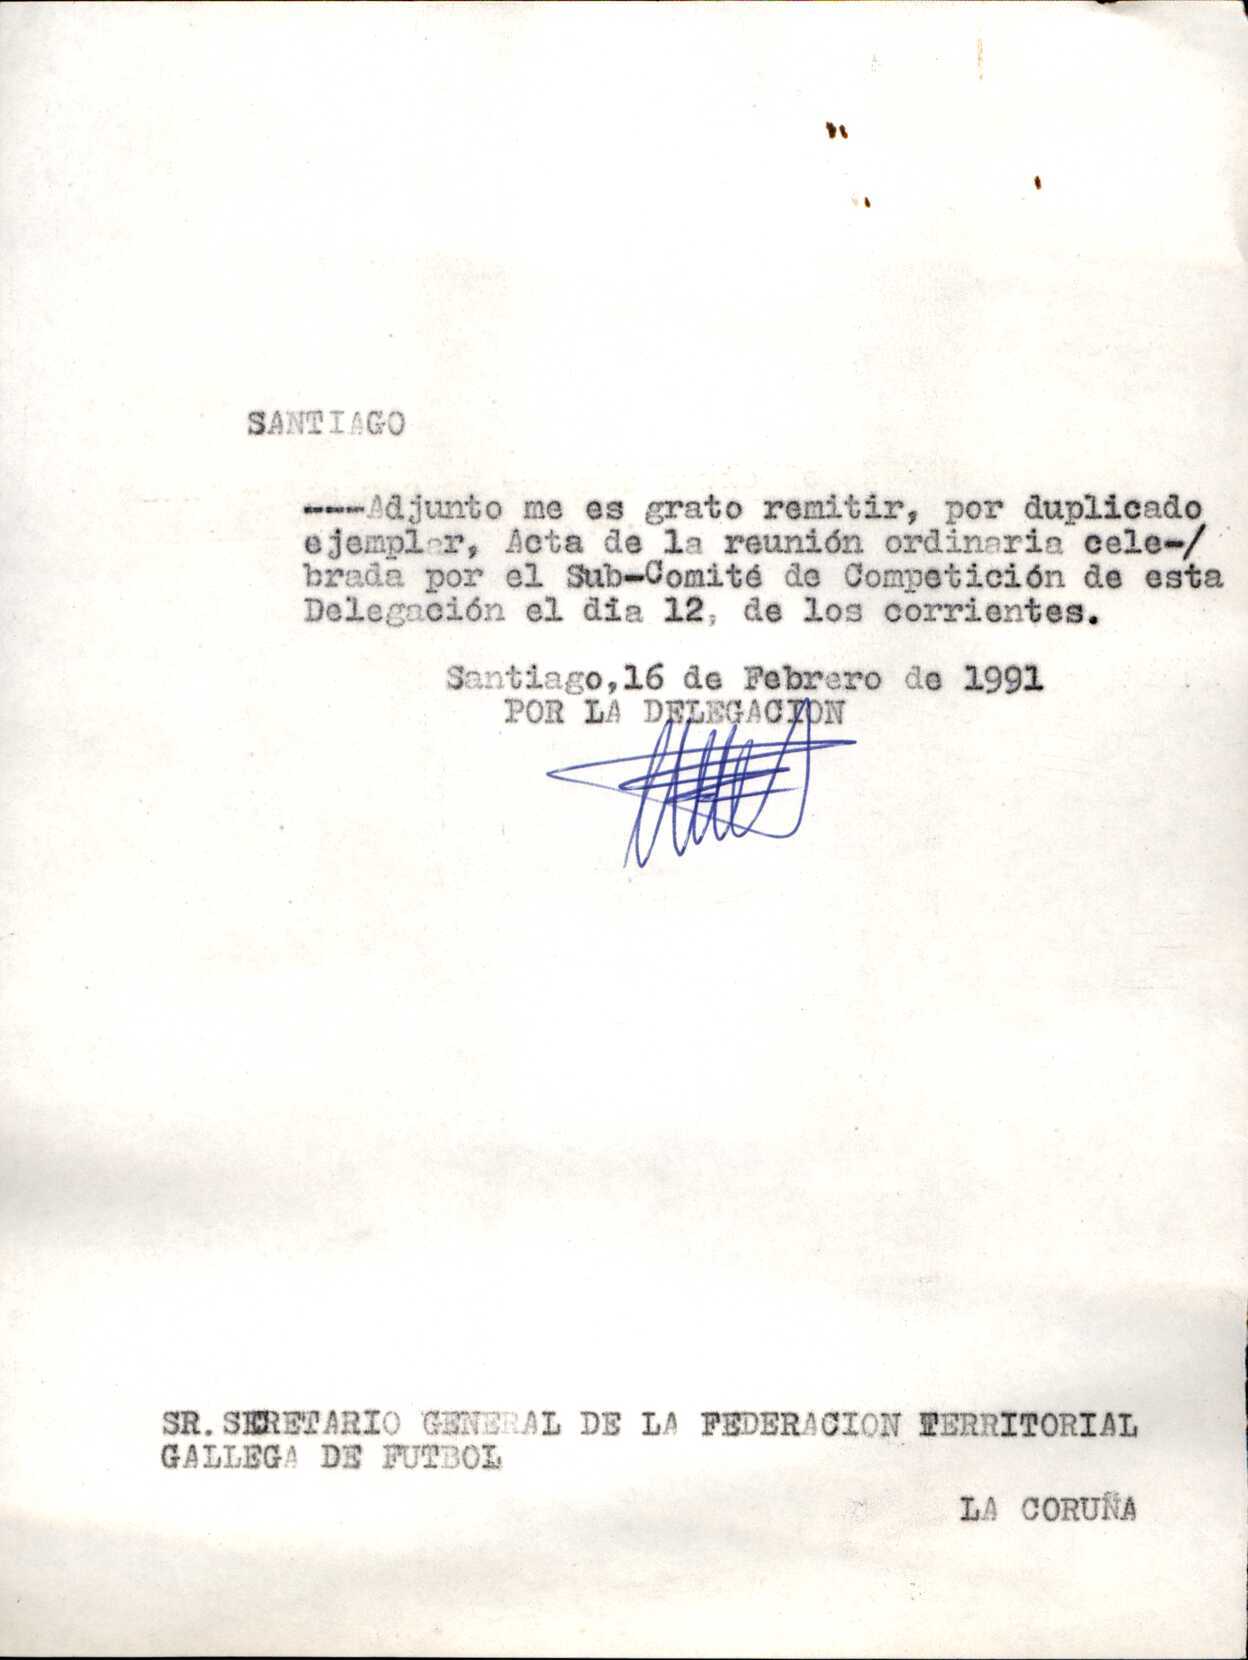 SANTIAGO
----Adjunto me es grato remitir, por duplicado
ejemplar, Acta de la reunión ordinaria cele-/
brada por el Sub-Comité de Competición de esta
Delegación el dia 12, de los corrientes.
Santiago,16 de Febrero de 1991
POR LA DELEGACION
SR. SERETARIO GENERAL DE LA FEDERACION TERRITORIAL
GALLEGA DE FUTBOL
LA CORUÑA